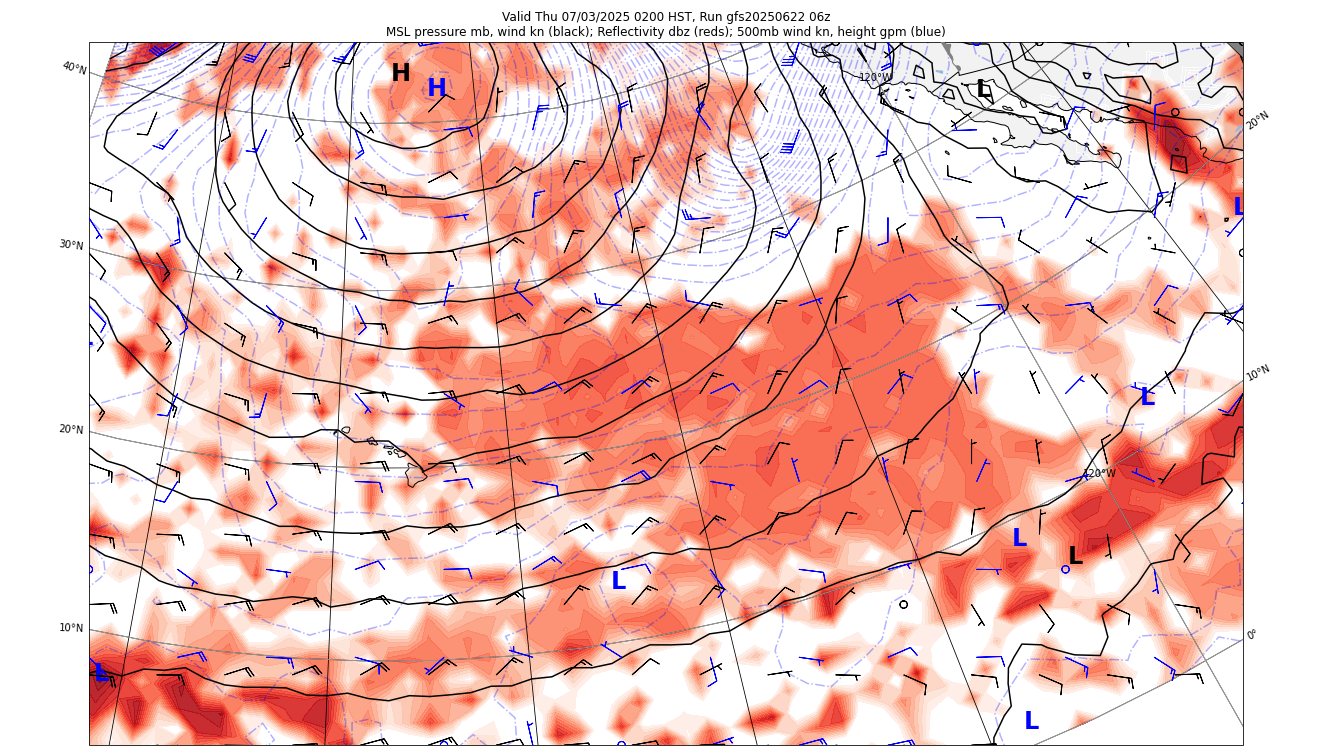 Valid Thu 07/03/2025 0200 HST, Run gfs20250622 06z
MSL pressure mb, wind kn (black); Reflectivity dbz (reds); 500mb wind kn, height gpm (blue)
40°N
H
H
120°W
L
20°N
L
30°N
10°N
L
20°N
120°W
L
L
L
10°N
0°
L
L